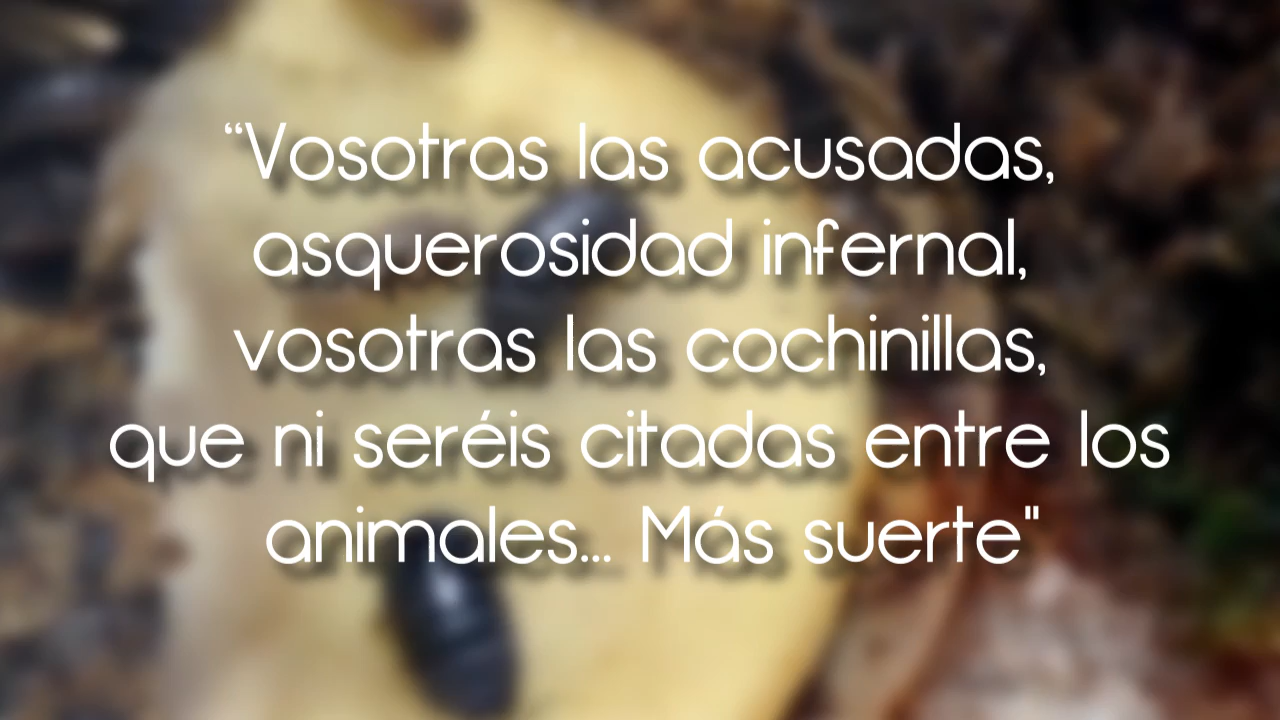 “Vosotras las acusadas,
asquerosidad infernal,
vosotras las cochinillas,
que ni seréis citadas entre los
animales... Más suerte"